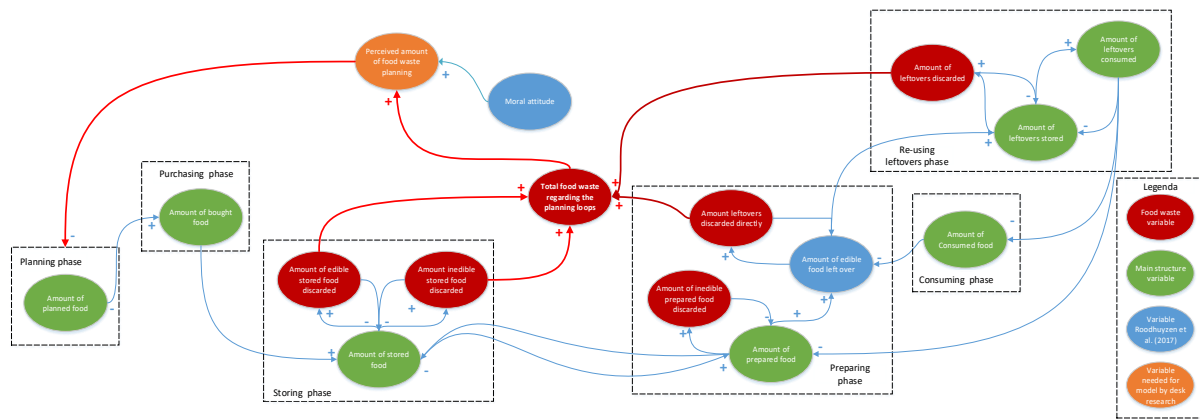 Perceived amount
of food waste
planning
+
+
Moral attitude
Amount of
leftovers discarded
+
+
Amount of
leftovers
consumed
-
Amount of
leftovers stored
+
-
Re-using
leftovers phase
Purchasing phase
Amount of bought
food
+
-
Planning phase
Amount of
planned food
-
+
Total food waste
regarding the
planning loops
+
+
+
Amount of edible
stored food
discarded
Amount inedible
stored food
discarded
+
-
-
+
Amount of stored
food
+
-
Storing phase
Amount leftovers
discarded directly
+
-
+
Amount of edible
food left over
-
+
Amount of inedible
prepared food
discarded
-
+
+
Amount of
prepared food
+
-
Preparing
phase
Amount of
Consumed food
-
Consuming phase
Legenda
Food waste
variable
Main structure
variable
Variable
Roodhuyzen et
al. (2017)
Variable
needed for
model by desk
research